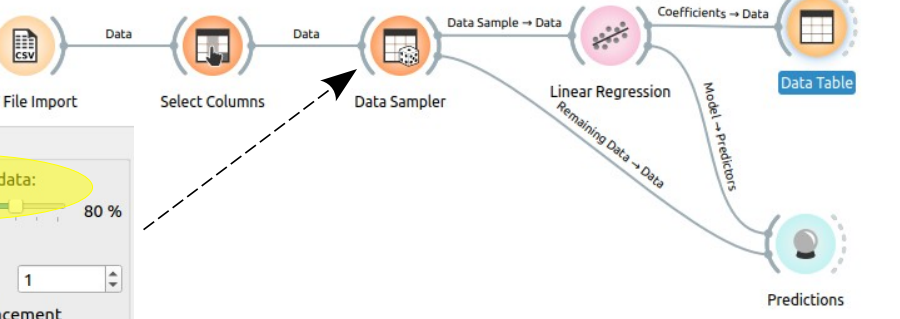 Data
Data
Data Sample → Data
Coefficients → Data
CSV
File Import
Select Columns
Data Sampler
Linear Regression
Data Table
Remaining Data → Data
Model → Predictors
Predictions
data:
80 %
1